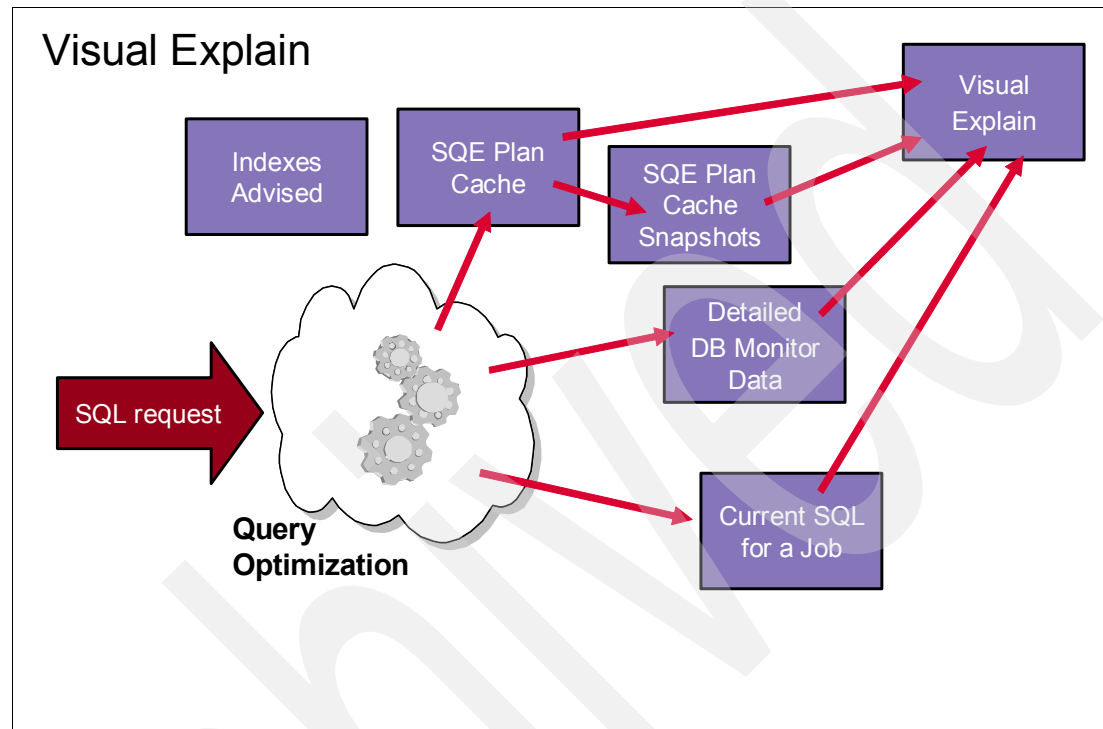 Visual Explain
Visual
Explain
Indexes
Advised
SQE Plan
Cache
SQE Plan
Cache
Snapshots
Detailed
DB Monitor
Data
SQL request
Current SQL
for a Job
Query
Optimization